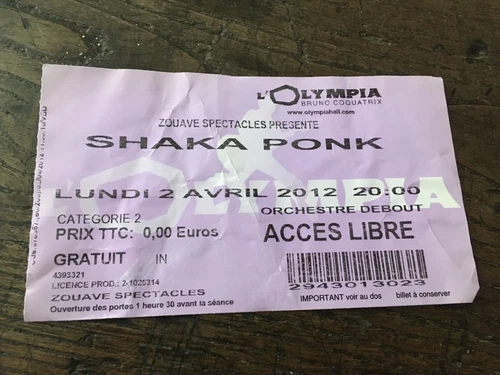 L'OLYMPIA
BRUNO COQUATRIX
www.olympiahall.com
ZOUAVE SPECTACLES PRESENTE
SHAKA PONK
LUNDI 2 AVRIL 2012 20:00
OLYMPIA
ORCHESTRE DEBOUT
CATEGORIE 2
PRIX TTC: 0,00 Euros
ACCES LIBRE
GRATUIT IN
4393321
LICENCE PROD.: 2-1025314
ZOUAVE SPECTACLES
Ouverture des portes 1 heure 30 avant la séance
2943013023
IMPORTANT voir au dos billet à conserver